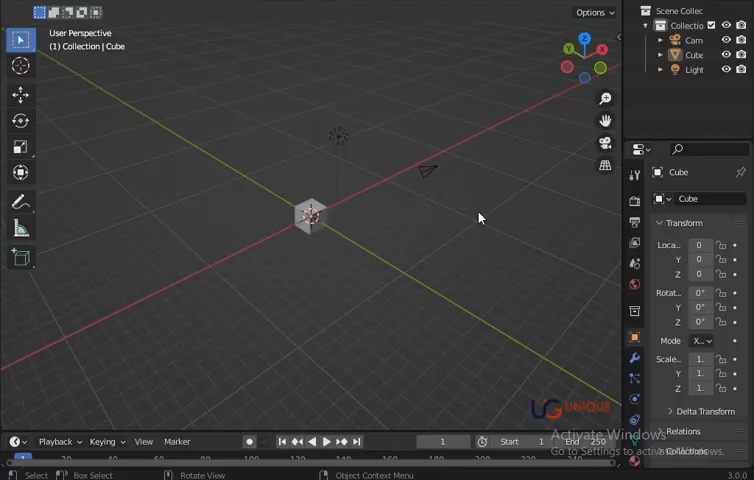 Options
Scene Collec
User Perspective
(1) Collection | Cube
Collectio
Cam
Cube
Light
Z
Y
X
Cube
Cube
Transform
Loca... 0
Y 0
Z 0
Rotat... 0°
Y 0°
Z 0°
Mode X...
Scale... 1.
Y 1.
Z 1.
Delta Transform
Relations
Collections
UG UNIQUE
Activate Windows
Go to Settings to activate Windows.
Playback Keying View Marker 1 Start 1 End 250
1 20 40 60 80 100 120 140 160 180 200 220 240
Select Box Select Rotate View Object Context Menu 3.0.0